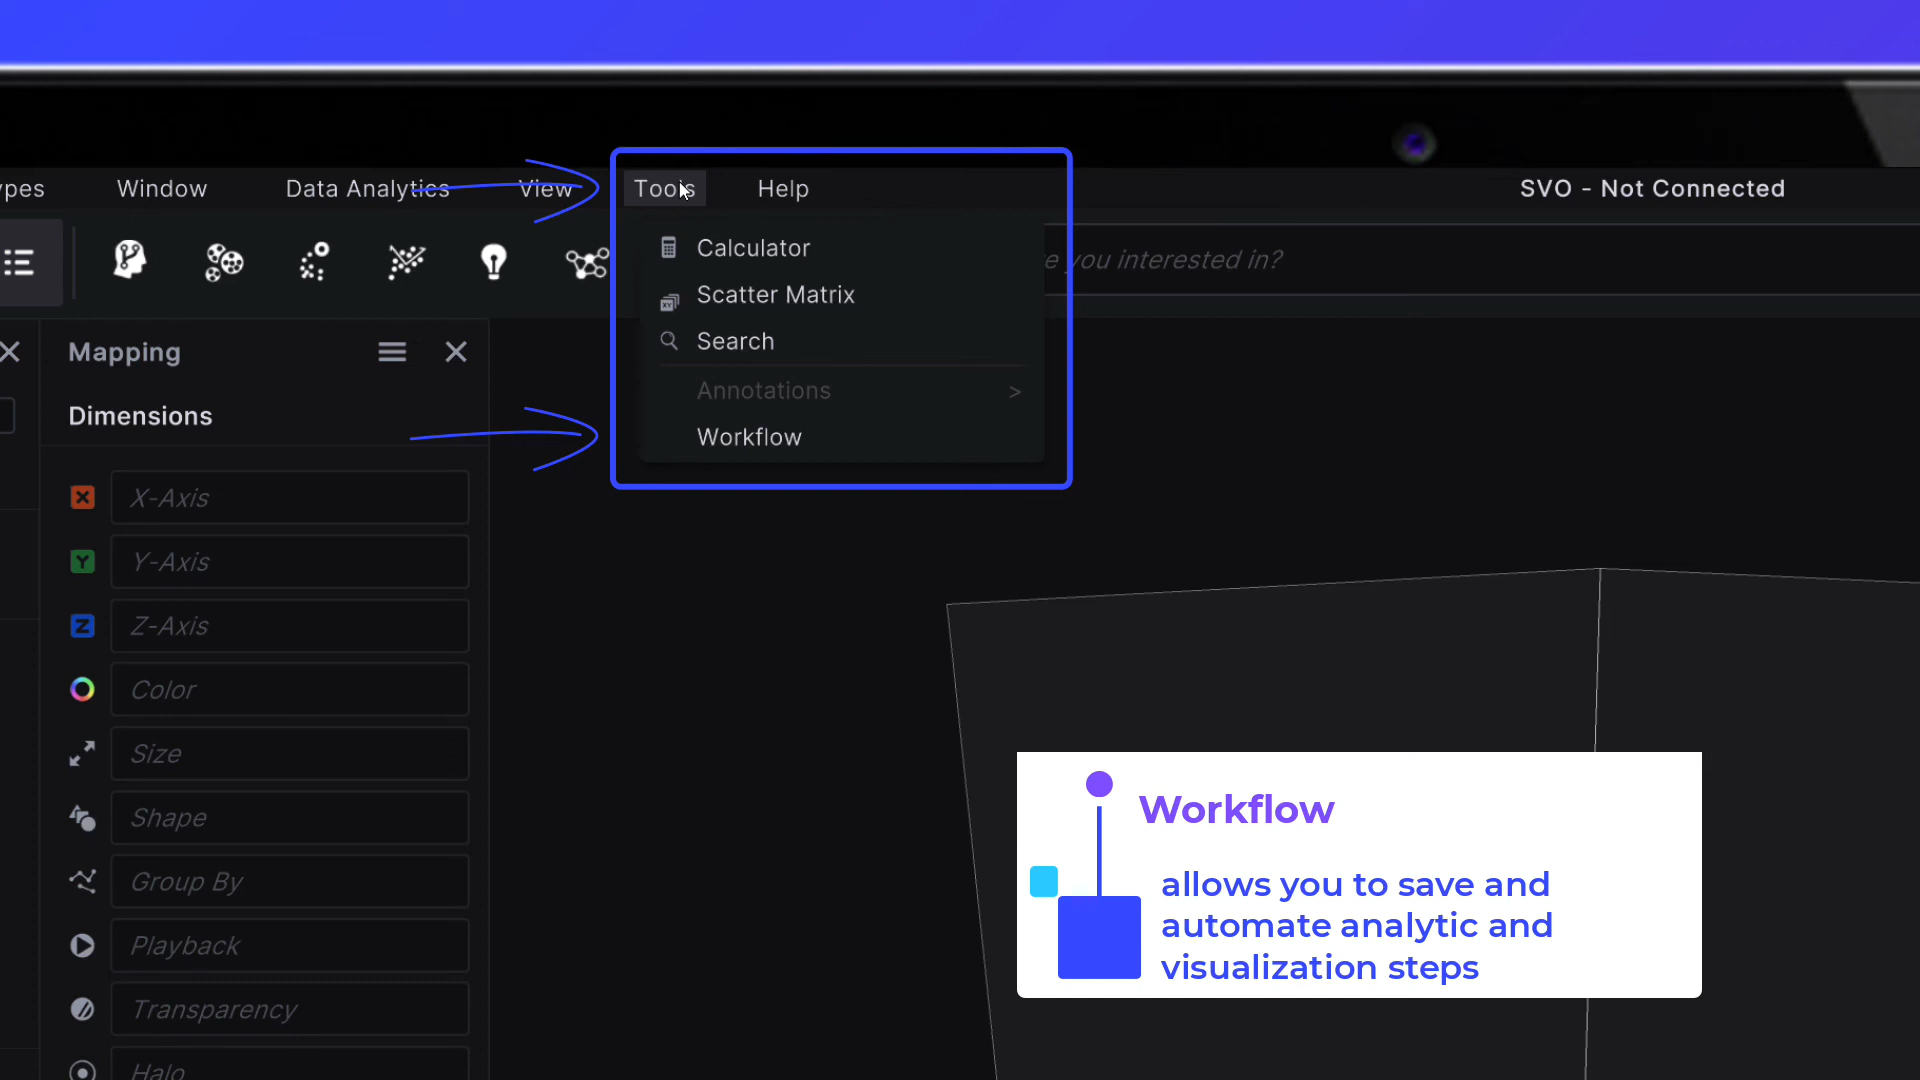 Window Data Analytics View Tools Help SVO - Not Connected
you interested in?
Calculator
Scatter Matrix
Search
Annotations >
Workflow
Mapping
Dimensions
X X-Axis
Y Y-Axis
Z Z-Axis
Color
Size
Shape
Group By
Playback
Transparency
Halo
Workflow
allows you to save and
automate analytic and
visualization steps